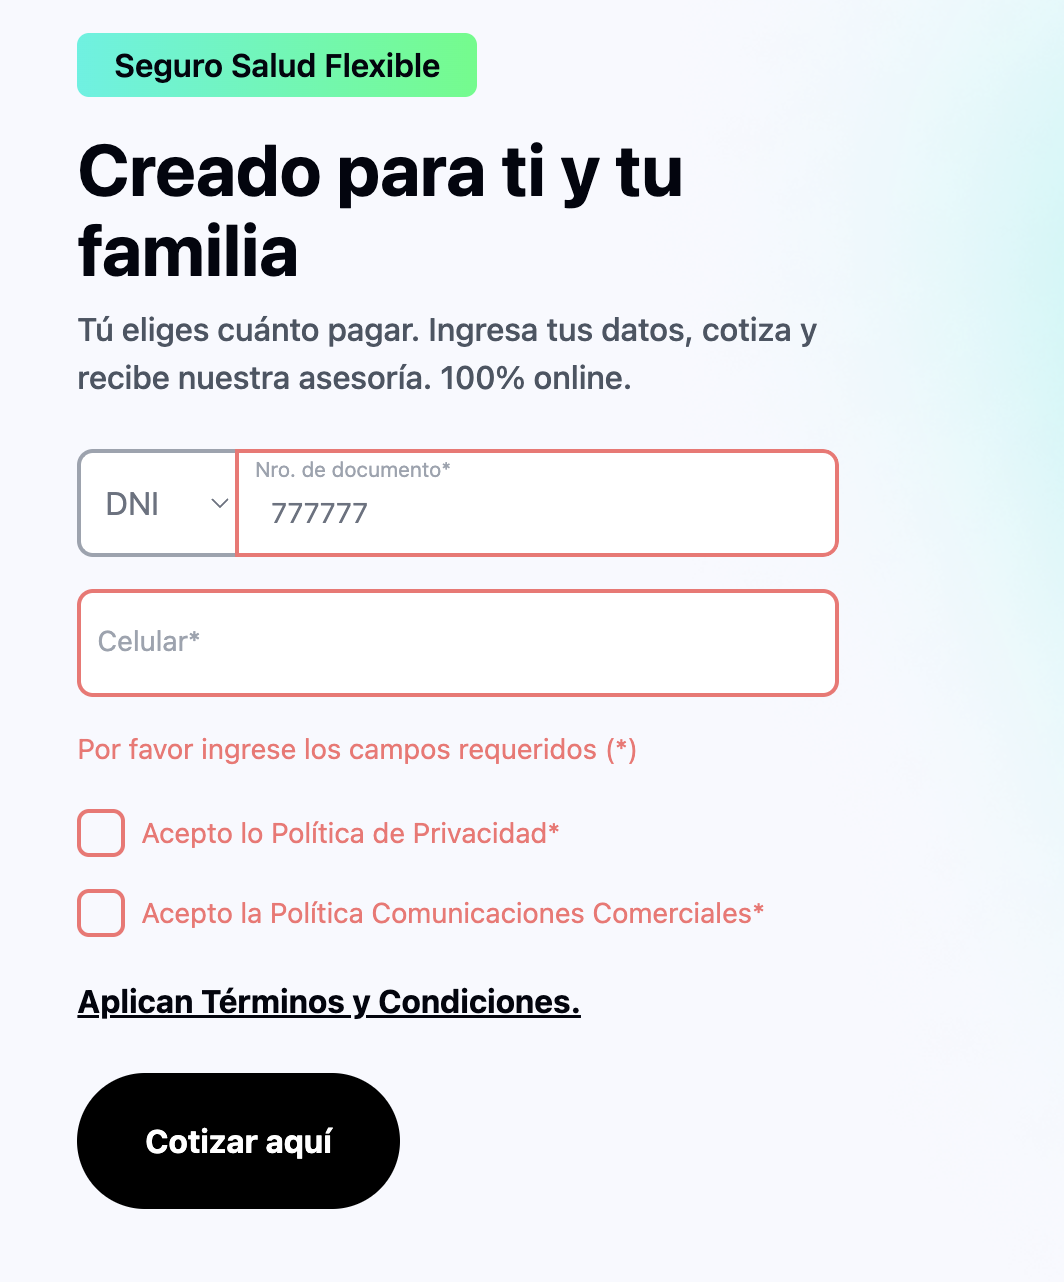 Seguro Salud Flexible
Creado para ti y tu
familia
Tú eliges cuánto pagar. Ingresa tus datos, cotiza y
recibe nuestra asesoría. 100% online.
DNI
Nro. de documento*
777777
Celular*
Por favor ingrese los campos requeridos (*)
Acepto lo Política de Privacidad*
Acepto la Política Comunicaciones Comerciales*
Aplican Términos y Condiciones.
Cotizar aquí